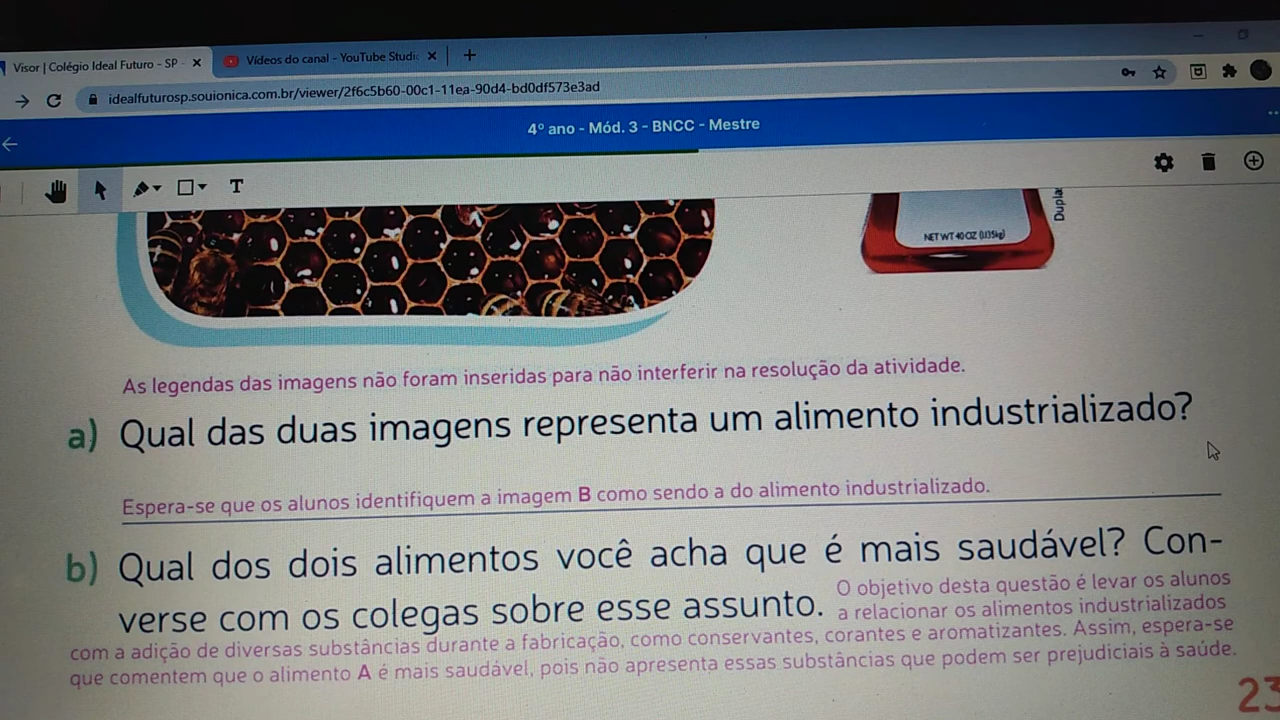 Visor | Colégio Ideal Futuro - SP -
Vídeos do canal - YouTube Studi
idealfuturosp.souionica.com.br/viewer/2f6c5b60-00c1-11ea-90d4-bd0df573e3ad
4º ano - Mód. 3 - BNCC - Mestre
T
NET WT 40 OZ (1.135kg)
Dupla
As legendas das imagens não foram inseridas para não interferir na resolução da atividade.
a) Qual das duas imagens representa um alimento industrializado?
Espera-se que os alunos identifiquem a imagem B como sendo a do alimento industrializado.
b) Qual dos dois alimentos você acha que é mais saudável? Con-
verse com os colegas sobre esse assunto.
O objetivo desta questão é levar os alunos
a relacionar os alimentos industrializados
com a adição de diversas substâncias durante a fabricação, como conservantes, corantes e aromatizantes. Assim, espera-se
que comentem que o alimento A é mais saudável, pois não apresenta essas substâncias que podem ser prejudiciais à saúde.
23